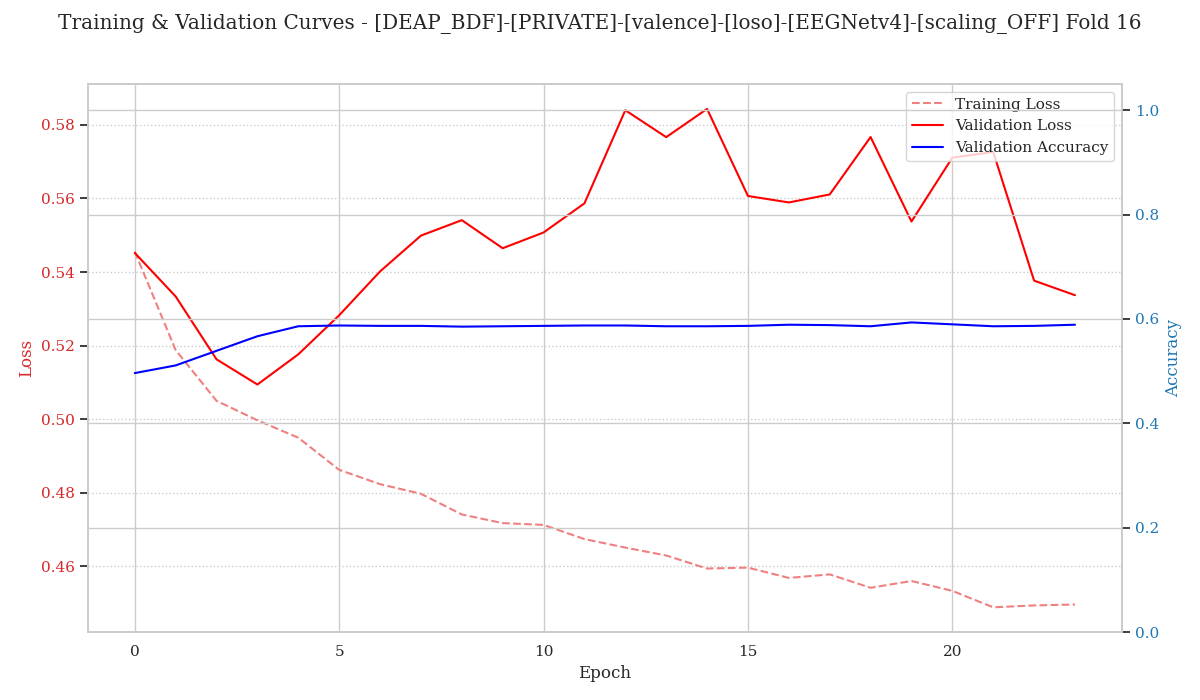 Training & Validation Curves - [DEAP_BDF]-[PRIVATE]-[valence]-[loso]-[EEGNetv4]-[scaling_OFF] Fold 16
Training Loss
Validation Loss
Validation Accuracy
0.58
0.56
0.54
0.52
0.50
0.48
0.46
Loss
1.0
0.8
0.6
0.4
0.2
0.0
Accuracy
0 5 10 15 20
Epoch